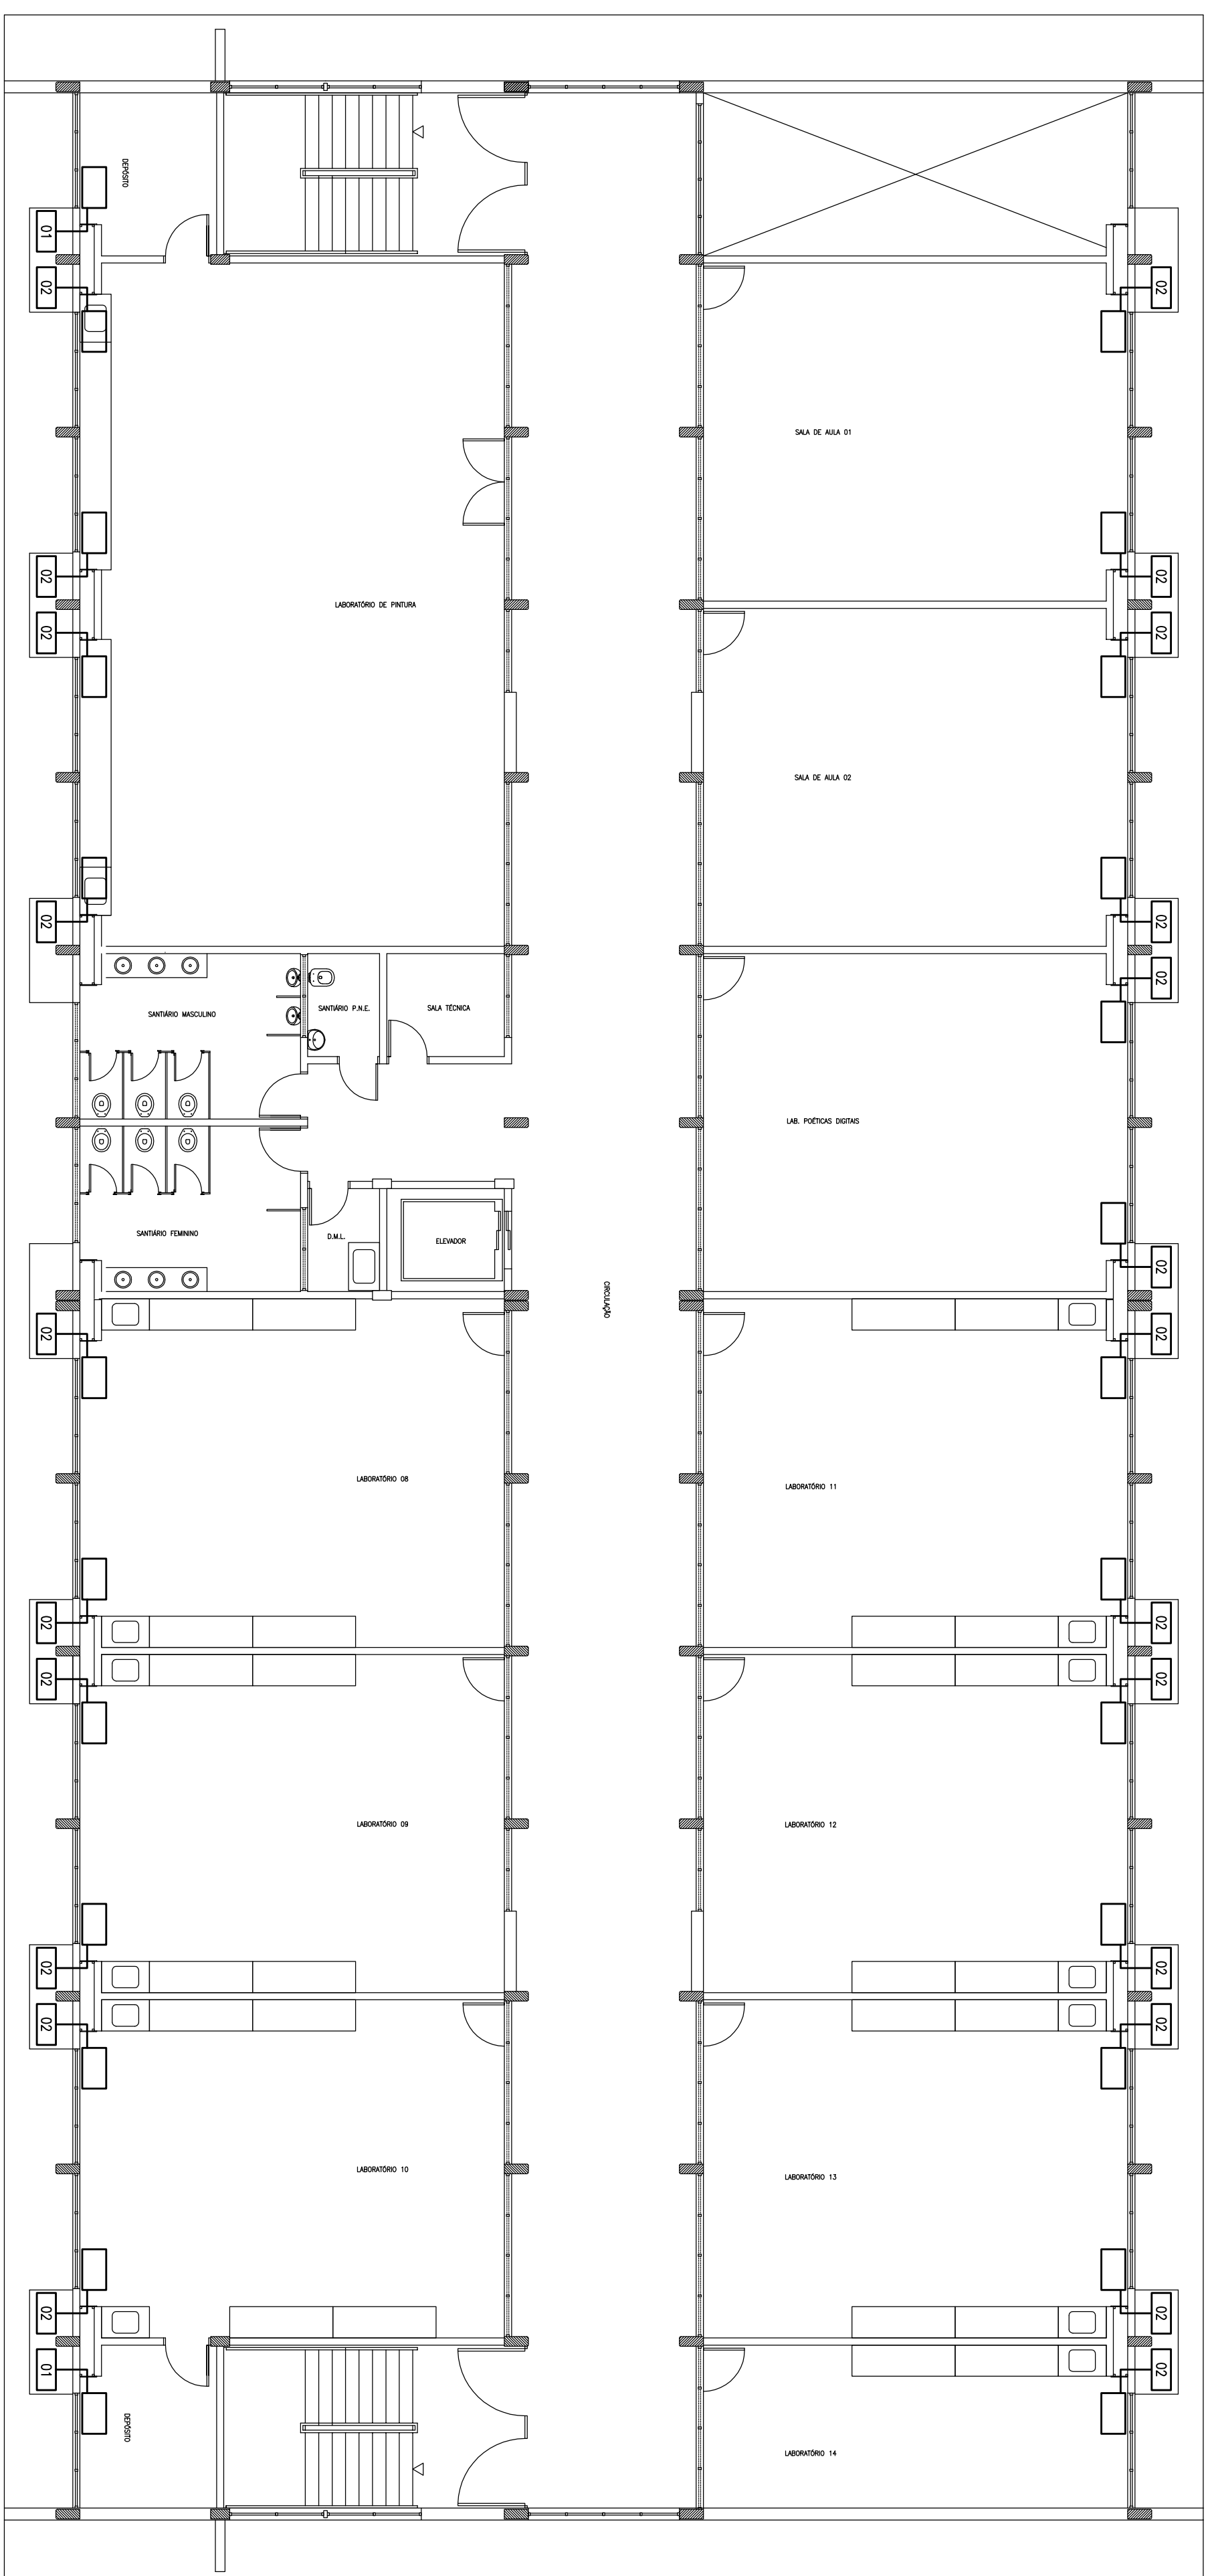 DEPÓSITO
01
02
02
SALA DE AULA 01
02
02
LABORATÓRIO DE PINTURA
02
02
SALA DE AULA 02
02
02
02
SANTIÁRIO MASCULINO
SANTIÁRIO P.N.E.
SALA TÉCNICA
LAB. POÉTICAS DIGITAIS
SANTIÁRIO FEMININO
D.M.L.
ELEVADOR
CIRCULAÇÃO
02
02
02
LABORATÓRIO 08
LABORATÓRIO 11
02
02
02
02
LABORATÓRIO 09
LABORATÓRIO 12
02
02
02
02
LABORATÓRIO 10
LABORATÓRIO 13
02
02
01
02
DEPÓSITO
LABORATÓRIO 14